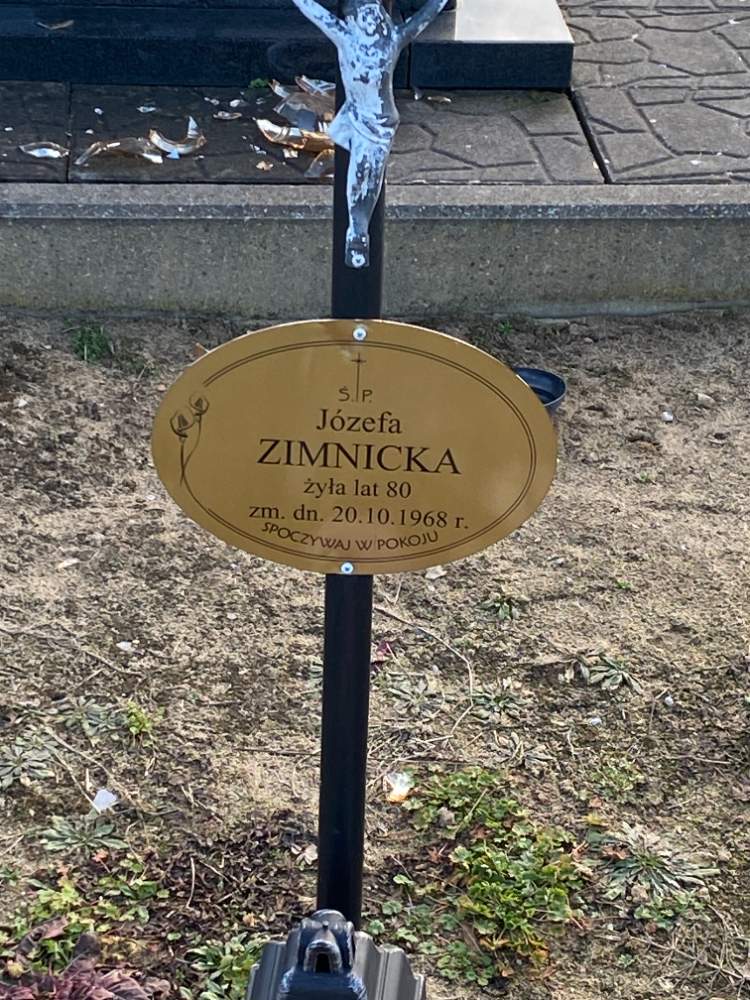 Ś. P.
Józefa
ZIMNICKA
żyła lat 80
zm. dn. 20.10.1968 r.
SPOCZYWAJ W POKOJU